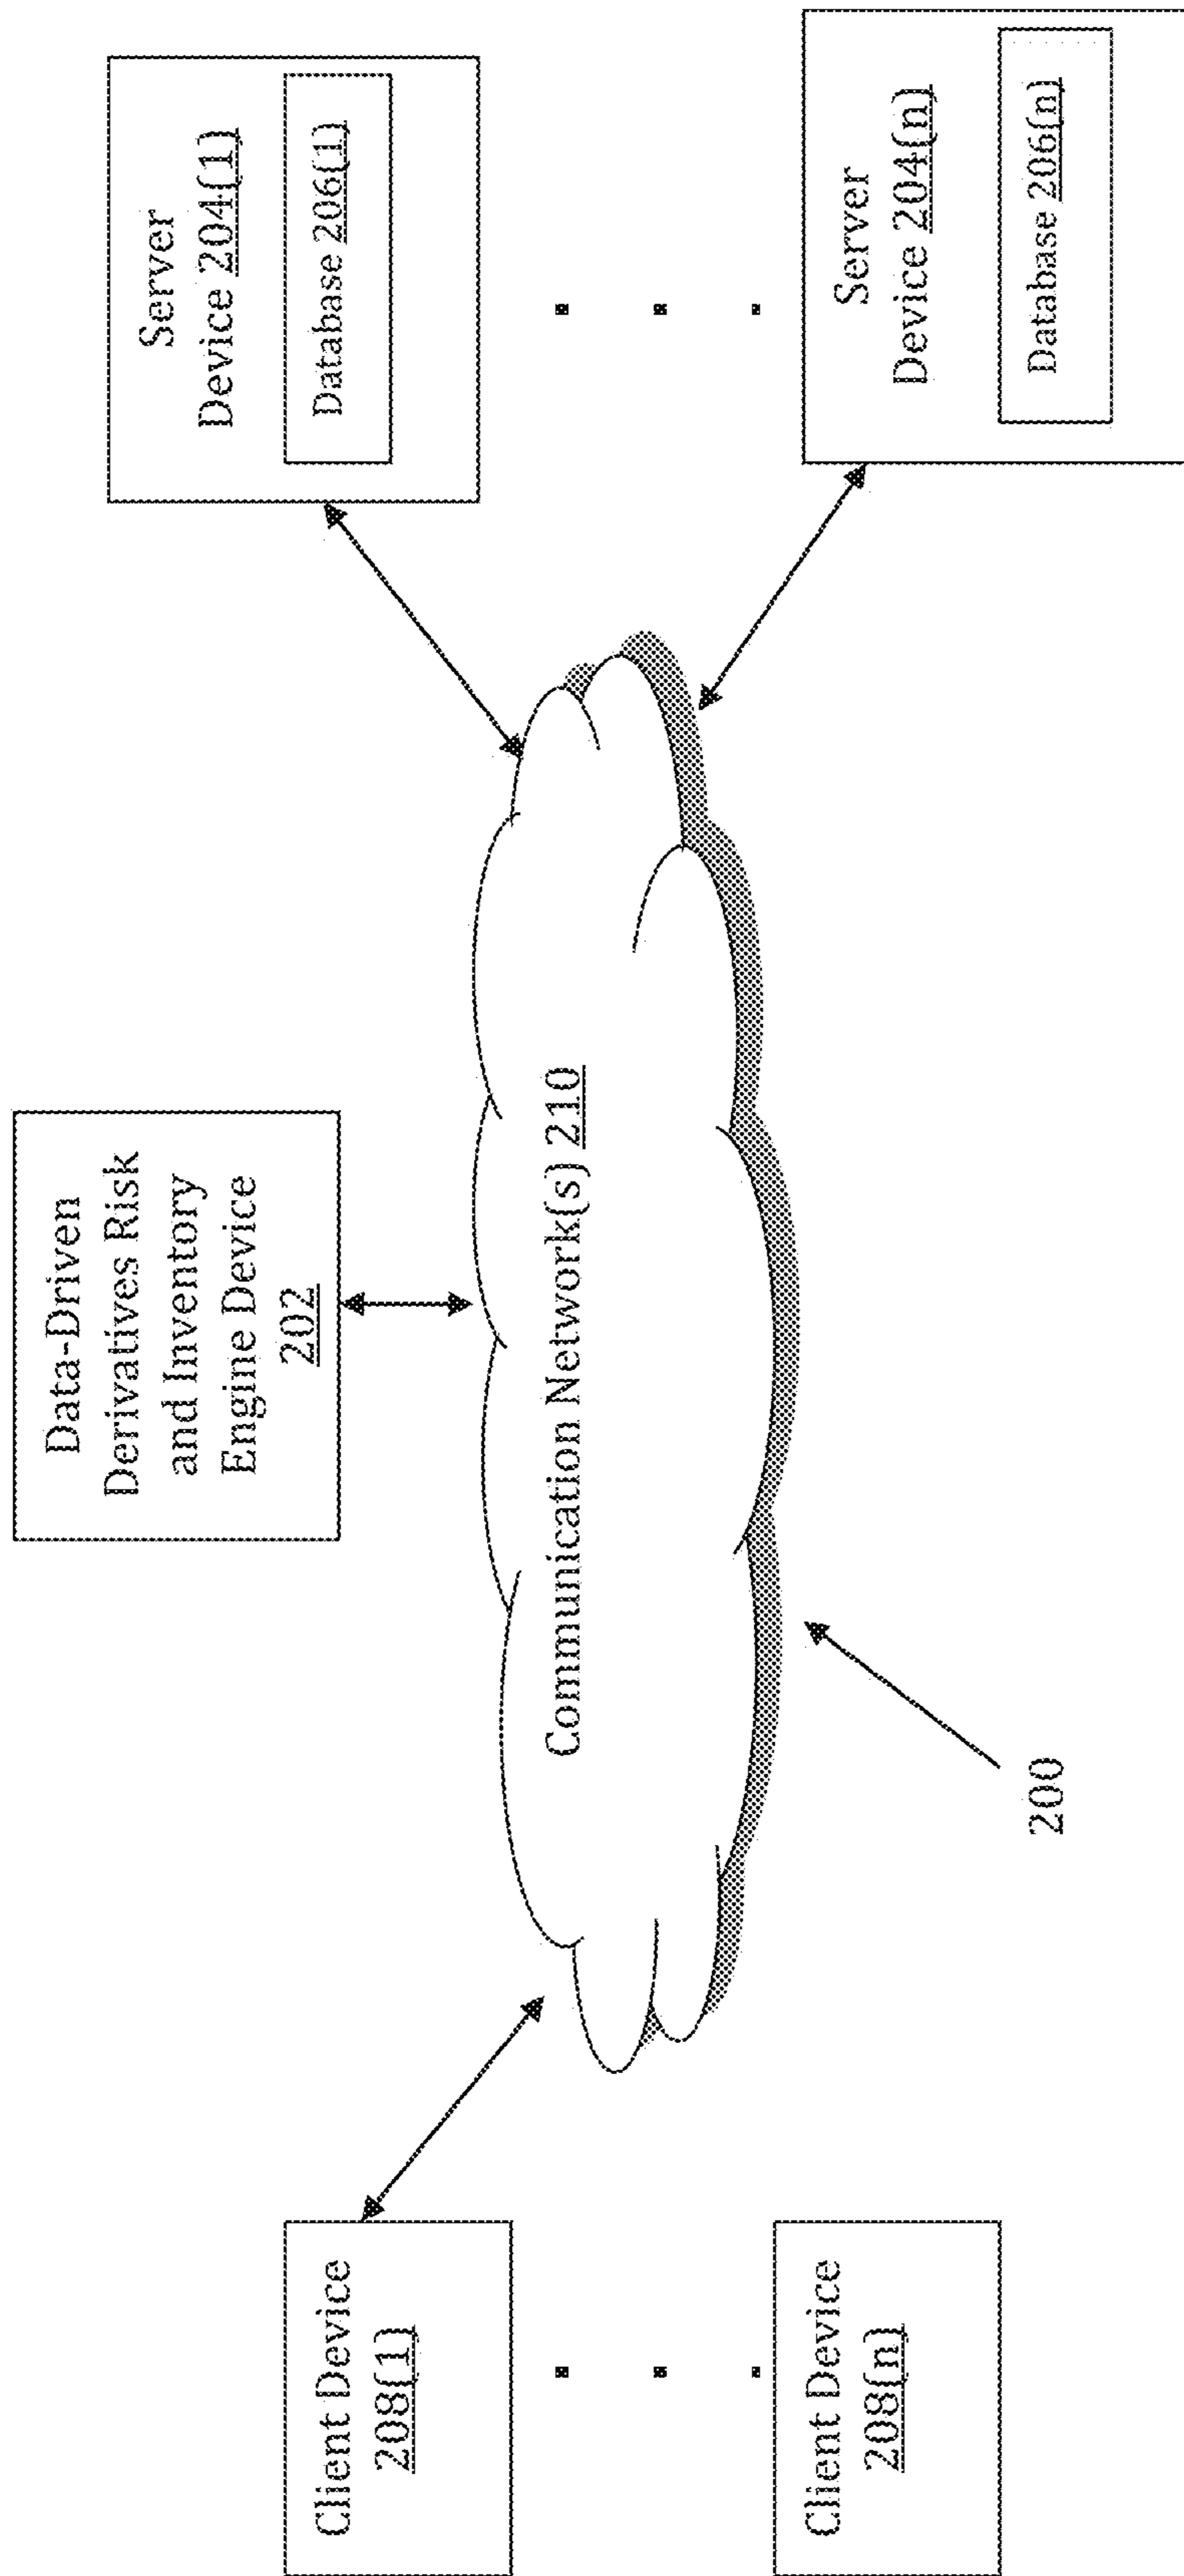 Data-Driven
Derivatives Risk
and Inventory
Engine Device
202
Client Device
208(1)
Client Device
208(n)
Communication Network(s) 210
200
Server
Device 204(1)
Database 206(1)
Server
Device 204(n)
Database 206(n)